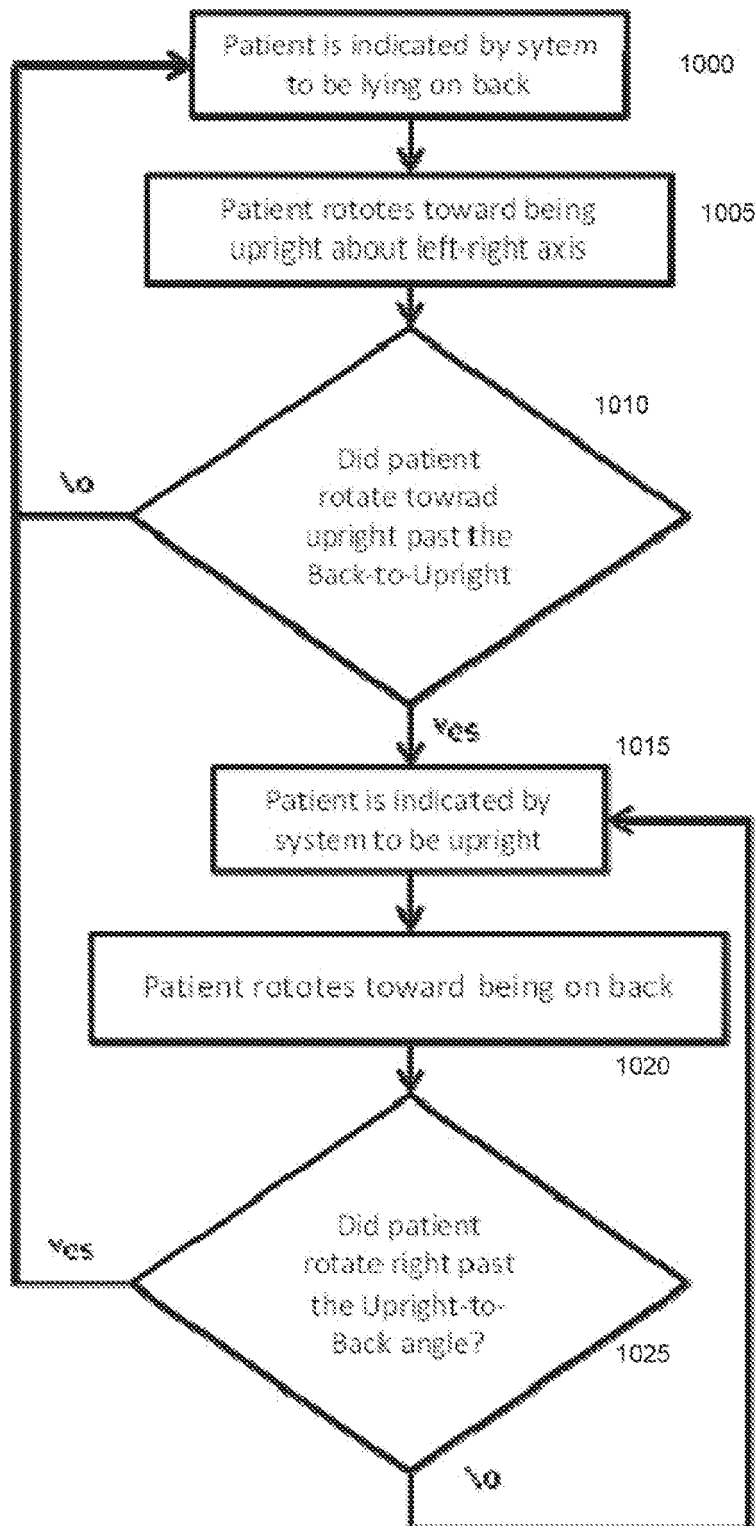 Patient is indicated by sytem
to be lying on back
1000
Patient rototes toward being
upright about left-right axis
1005
1010
Did patient
rotate towrad
upright past the
Back-to-Upright
No
Yes
1015
Patient is indicated by
system to be upright
Patient rototes toward being on back
1020
Did patient
rotate right past
the Upright-to-
Back angle?
Yes
1025
No